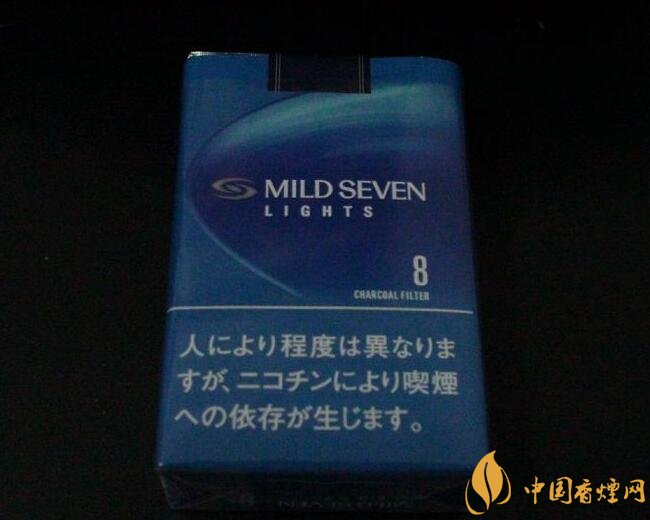 MILD SEVEN
LIGHTS
8
CHARCOAL FILTER
人により程度は異なりま
すが、ニコチンにより喫煙
への依存が生じます。
中国香烟网